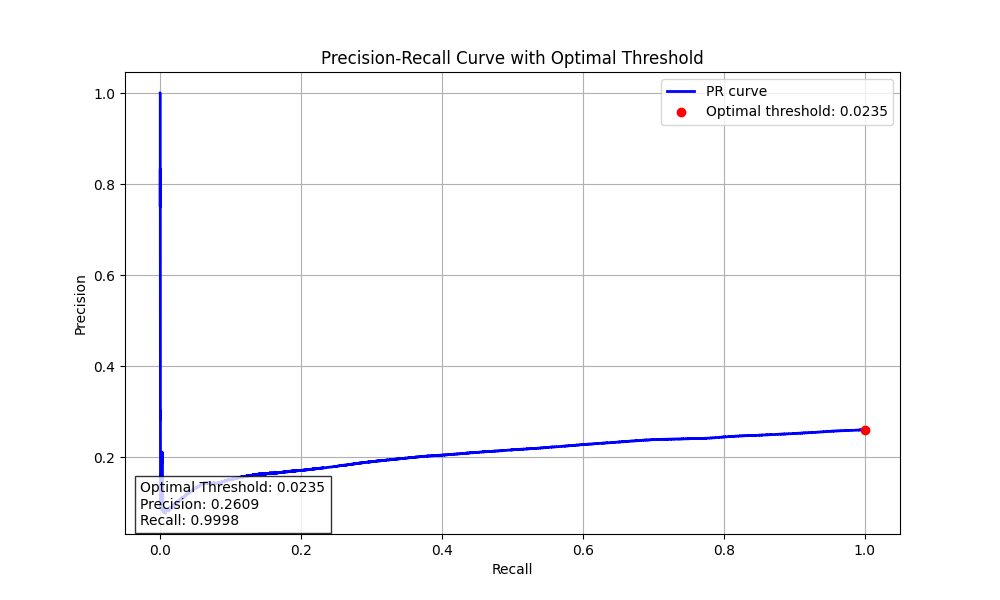 Precision-Recall Curve with Optimal Threshold
PR curve
Optimal threshold: 0.0235
1.0
0.8
0.6
0.4
0.2
Precision
Optimal Threshold: 0.0235
Precision: 0.2609
Recall: 0.9998
0.0 0.2 0.4 0.6 0.8 1.0
Recall